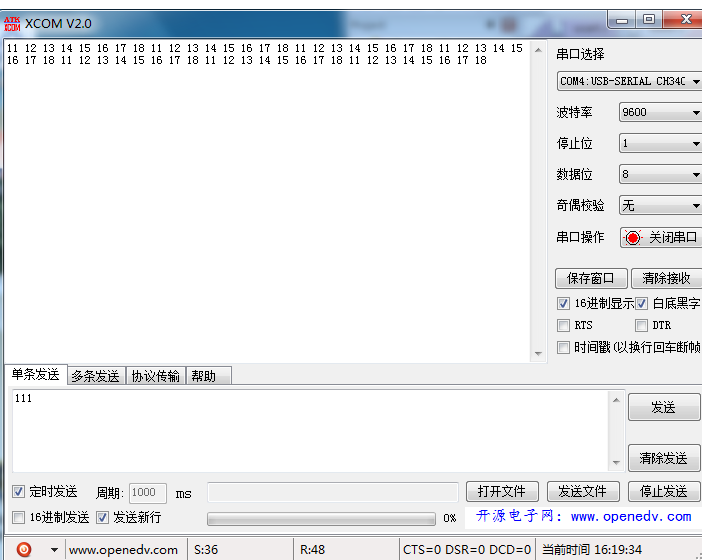 ATK
XCOM
XCOM V2.0
11 12 13 14 15 16 17 18 11 12 13 14 15 16 17 18 11 12 13 14 15 16 17 18 11 12 13 14 15
16 17 18 11 12 13 14 15 16 17 18 11 12 13 14 15 16 17 18
串口选择
COM4:USB-SERIAL CH34C
波特率 9600
停止位 1
数据位 8
奇偶校验 无
串口操作 关闭串口
保存窗口 清除接收
16进制显示 白底黑字
RTS DTR
时间戳(以换行回车断帧
单条发送 多条发送 协议传输 帮助
111
发送
清除发送
定时发送 周期: 1000 ms 打开文件 发送文件 停止发送
16进制发送 发送新行 0% 开源电子网: www.openedv.com
www.openedv.com S:36 R:48 CTS=0 DSR=0 DCD=0 当前时间 16:19:34